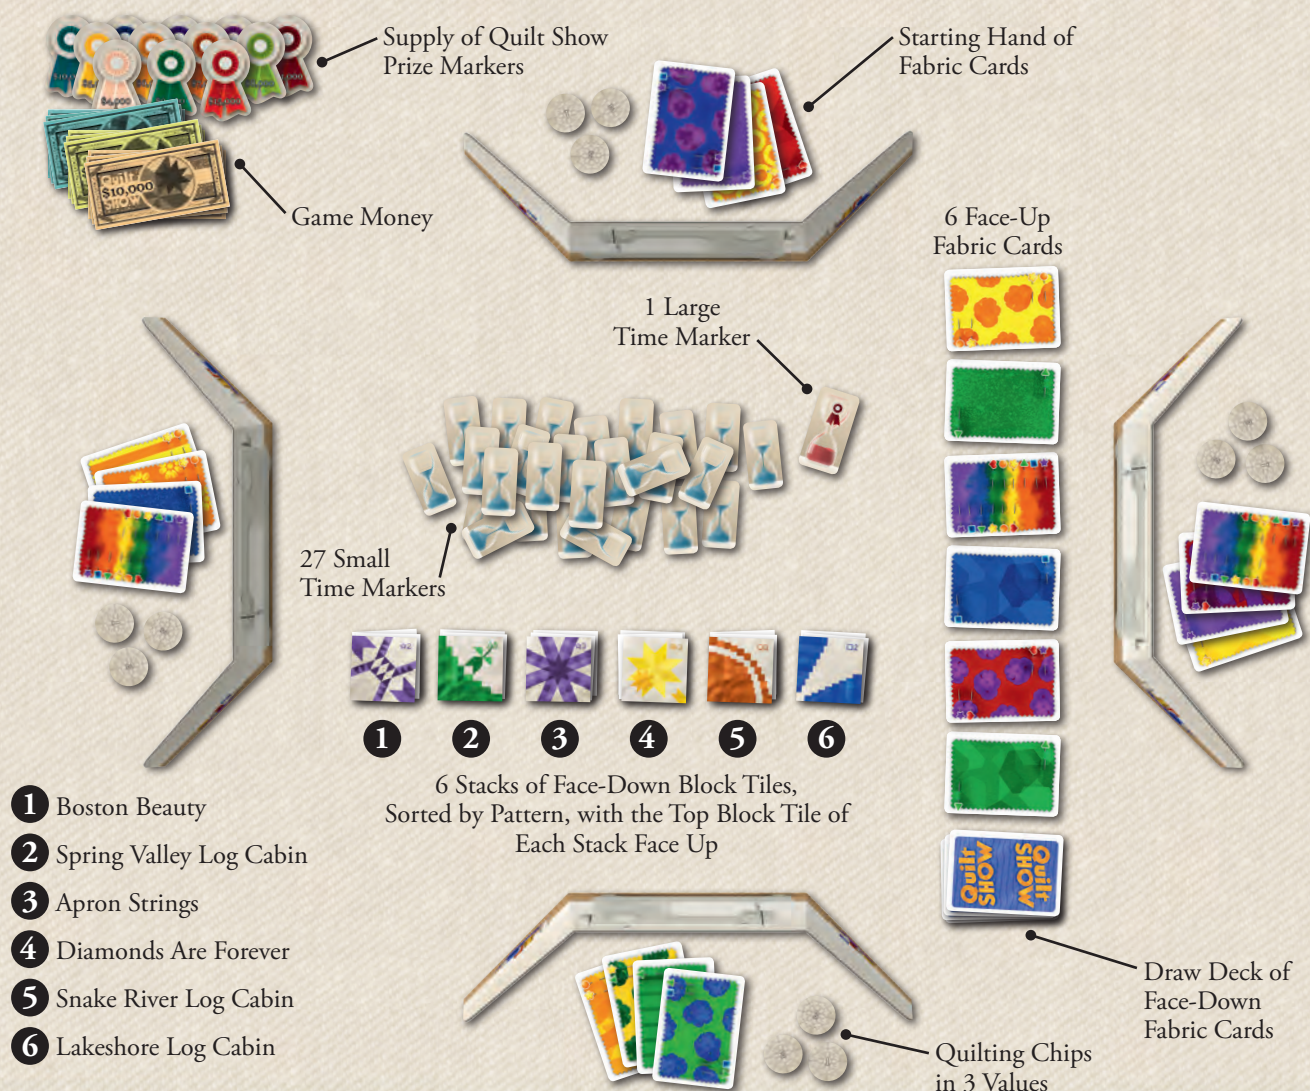 Supply of Quilt Show
Prize Markers
Starting Hand of
Fabric Cards
$4,000
Quilt
$10,000
SHOW
Game Money
6 Face-Up
Fabric Cards
1 Large
Time Marker
27 Small
Time Markers
1 2 3 4 5 6
6 Stacks of Face-Down Block Tiles,
Sorted by Pattern, with the Top Block Tile of
Each Stack Face Up
1 Boston Beauty
2 Spring Valley Log Cabin
3 Apron Strings
4 Diamonds Are Forever
5 Snake River Log Cabin
6 Lakeshore Log Cabin
Quilt
SHOW
Quilt
SHOW
Draw Deck of
Face-Down
Fabric Cards
Quilting Chips
in 3 Values